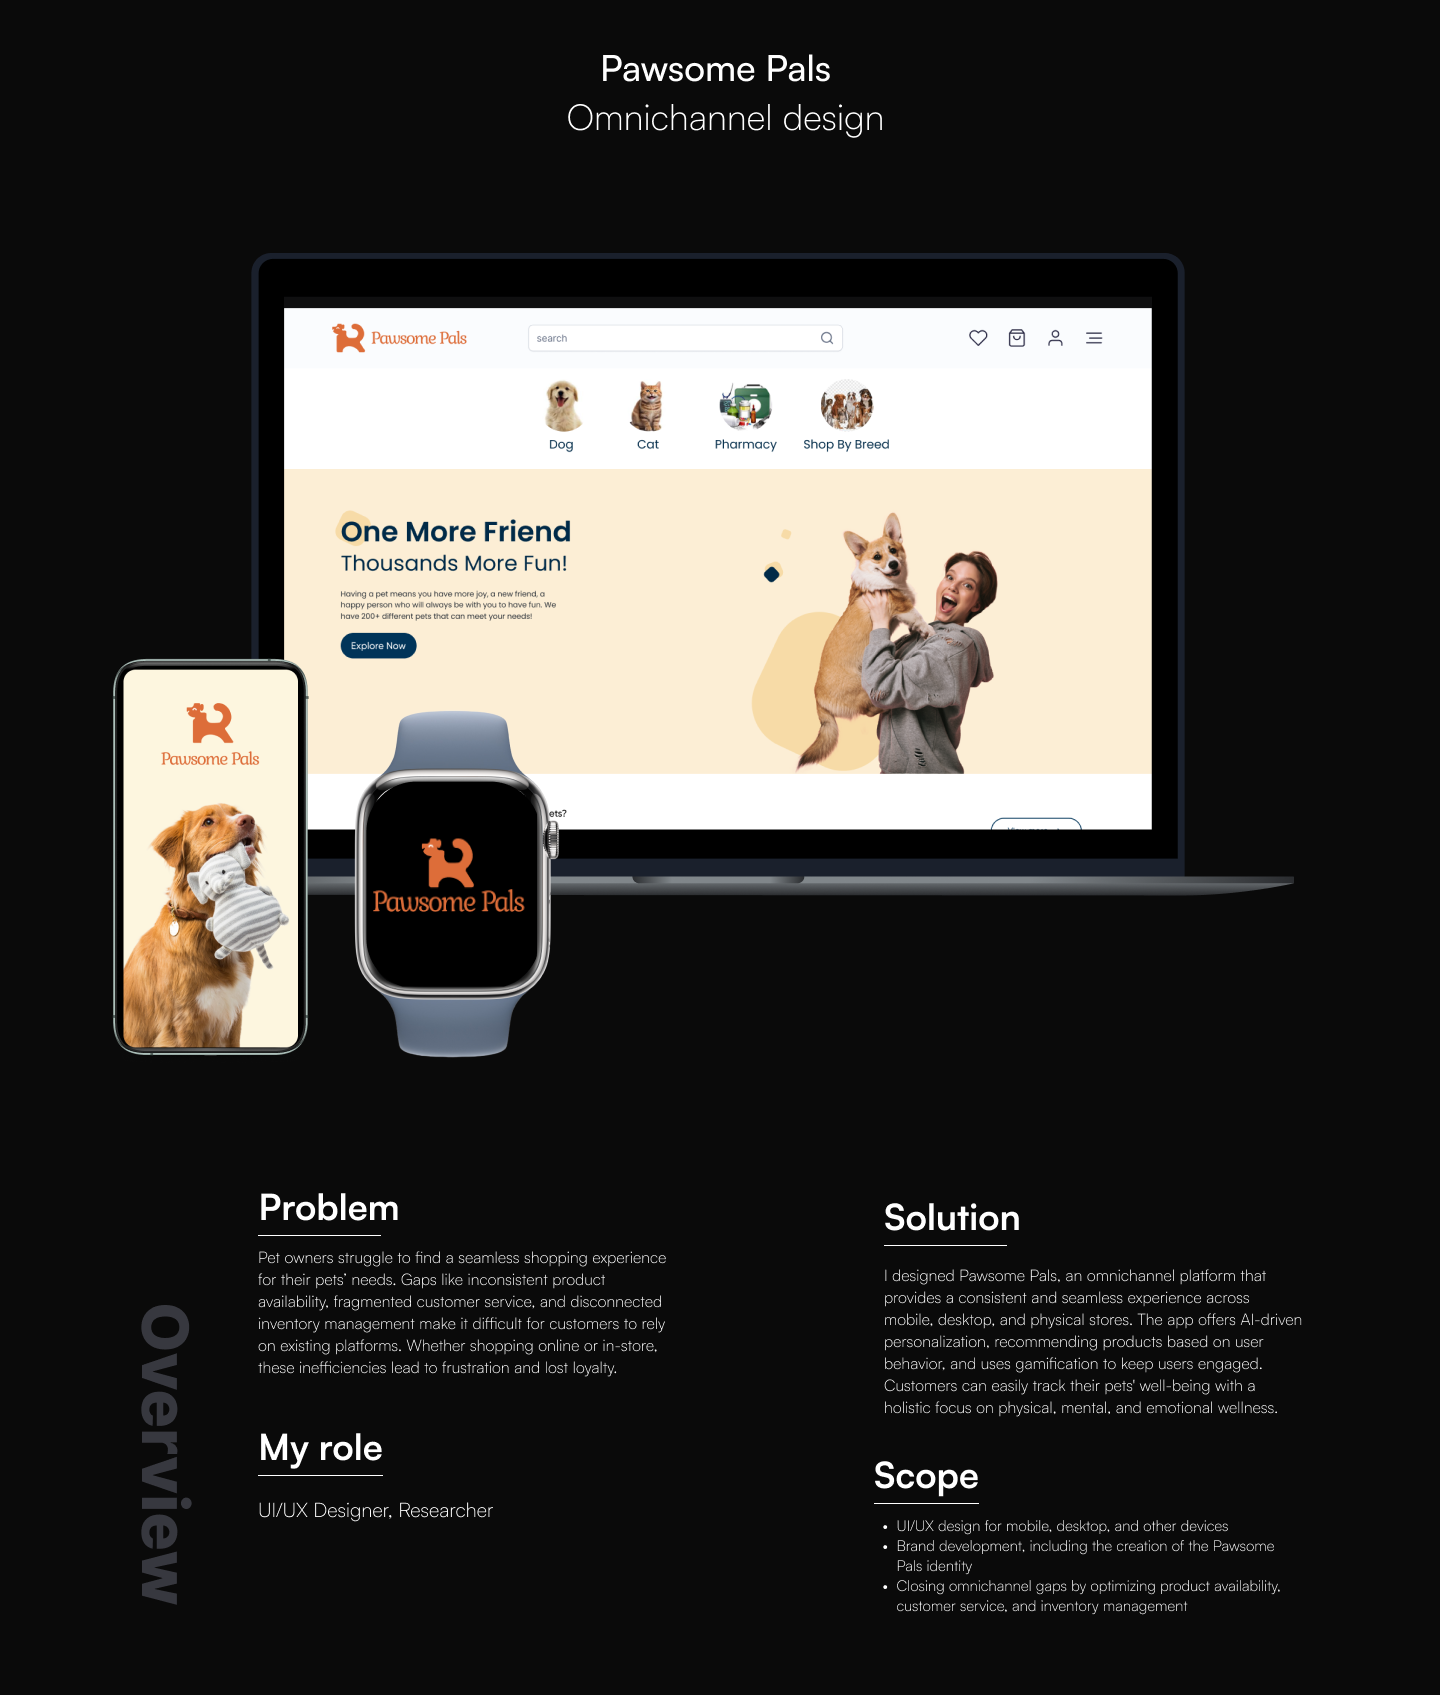 Pawsome Pals
Omnichannel design
Pawsome Pals
search
Dog
Cat
Pharmacy
Shop By Breed
One More Friend
Thousands More Fun!
Having a pet means you have more joy, a new friend, a
happy person who will always be with you to have fun. We
have 200+ different pets that can meet your needs!
Explore Now
ets?
Pawsome Pals
Pawsome Pals
Overview
Problem
Pet owners struggle to find a seamless shopping experience
for their pets' needs. Gaps like inconsistent product
availability, fragmented customer service, and disconnected
inventory management make it difficult for customers to rely
on existing platforms. Whether shopping online or in-store,
these inefficiencies lead to frustration and lost loyalty.
My role
UI/UX Designer, Researcher
Solution
I designed Pawsome Pals, an omnichannel platform that
provides a consistent and seamless experience across
mobile, desktop, and physical stores. The app offers AI-driven
personalization, recommending products based on user
behavior, and uses gamification to keep users engaged.
Customers can easily track their pets' well-being with a
holistic focus on physical, mental, and emotional wellness.
Scope
• UI/UX design for mobile, desktop, and other devices
• Brand development, including the creation of the Pawsome
Pals identity
• Closing omnichannel gaps by optimizing product availability,
customer service, and inventory management